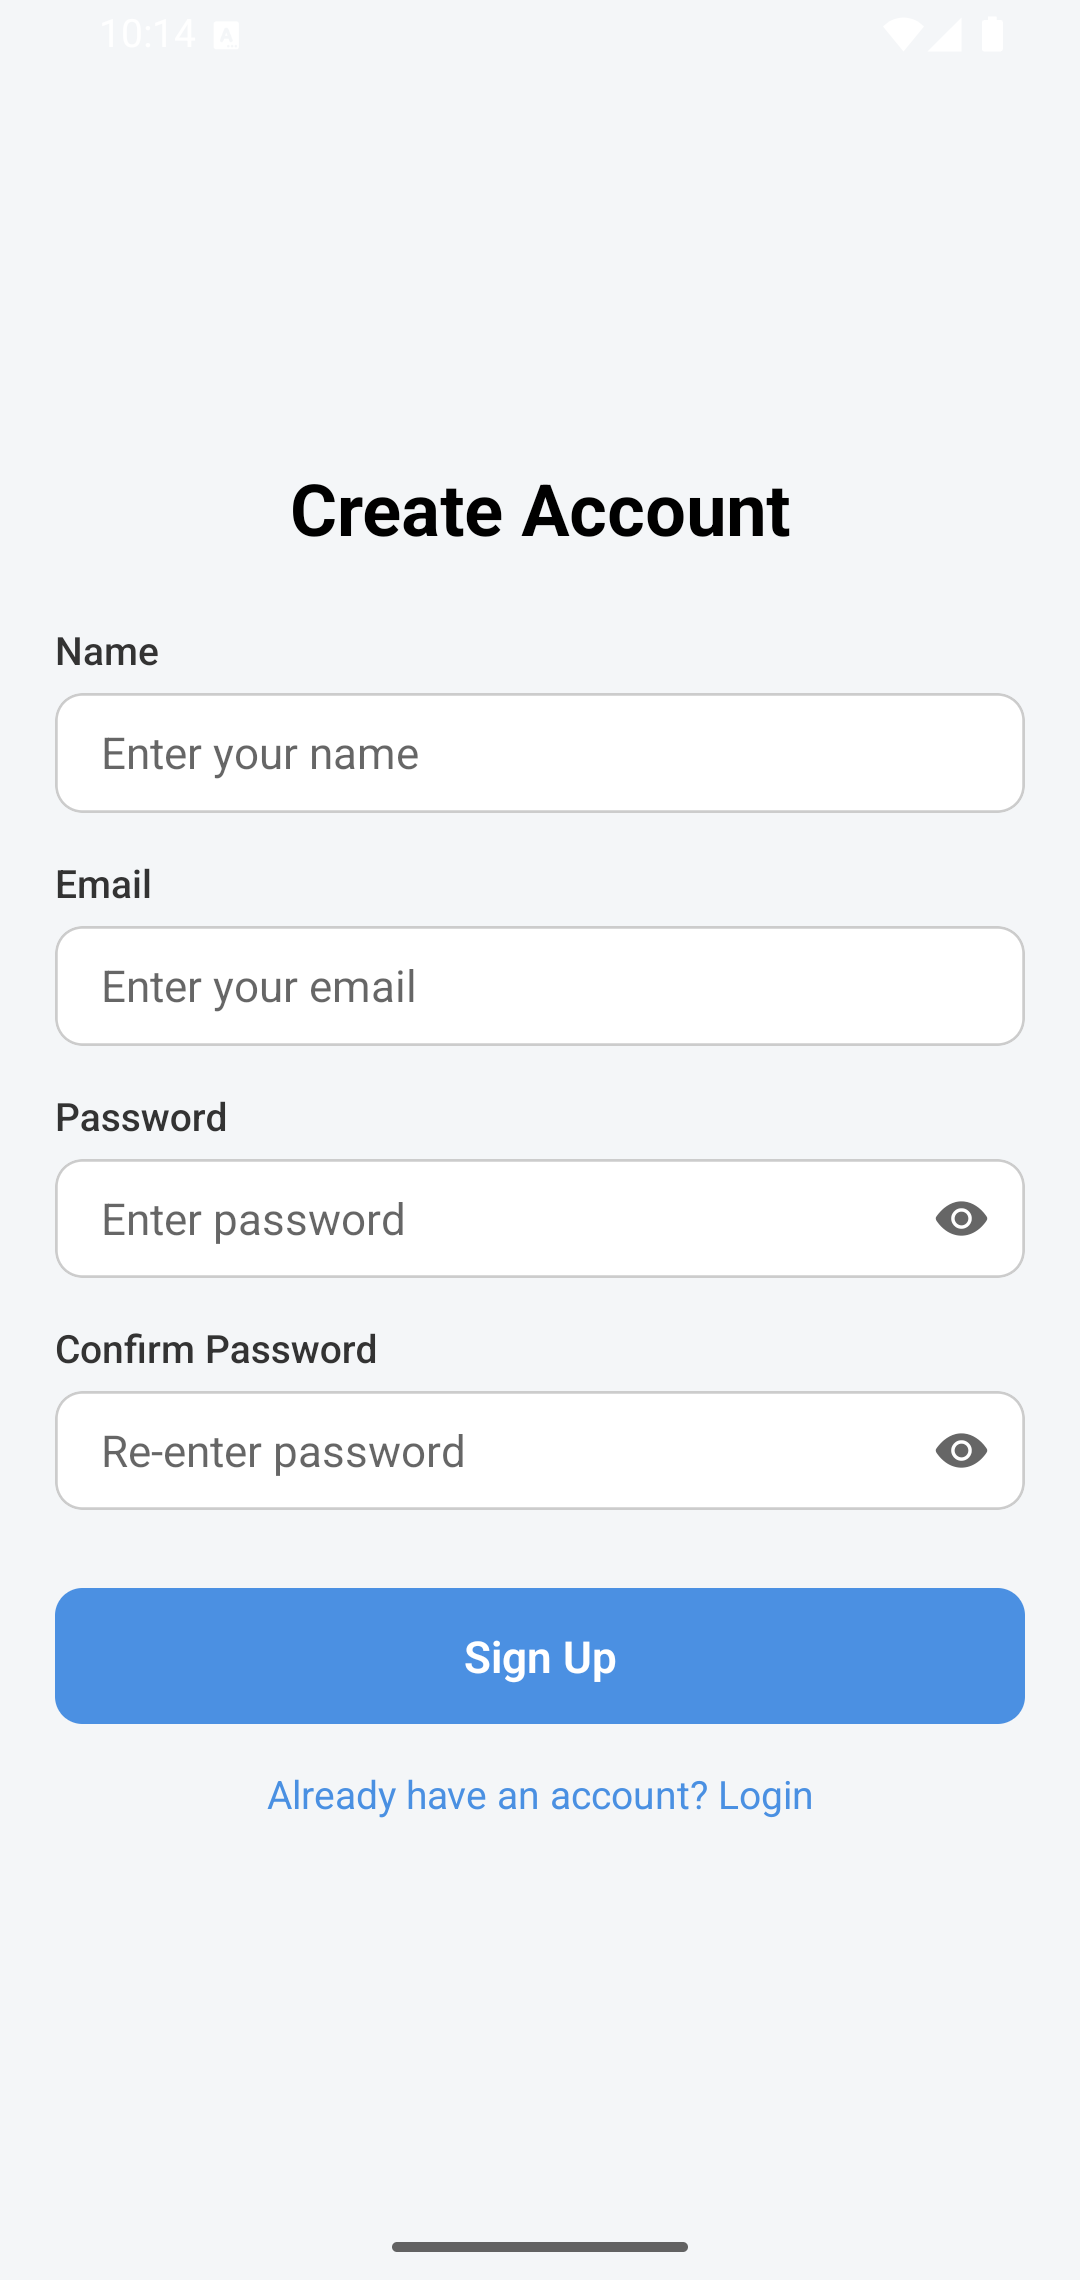 10:14
Create Account
Name
Enter your name
Email
Enter your email
Password
Enter password
Confirm Password
Re-enter password
Sign Up
Already have an account? Login